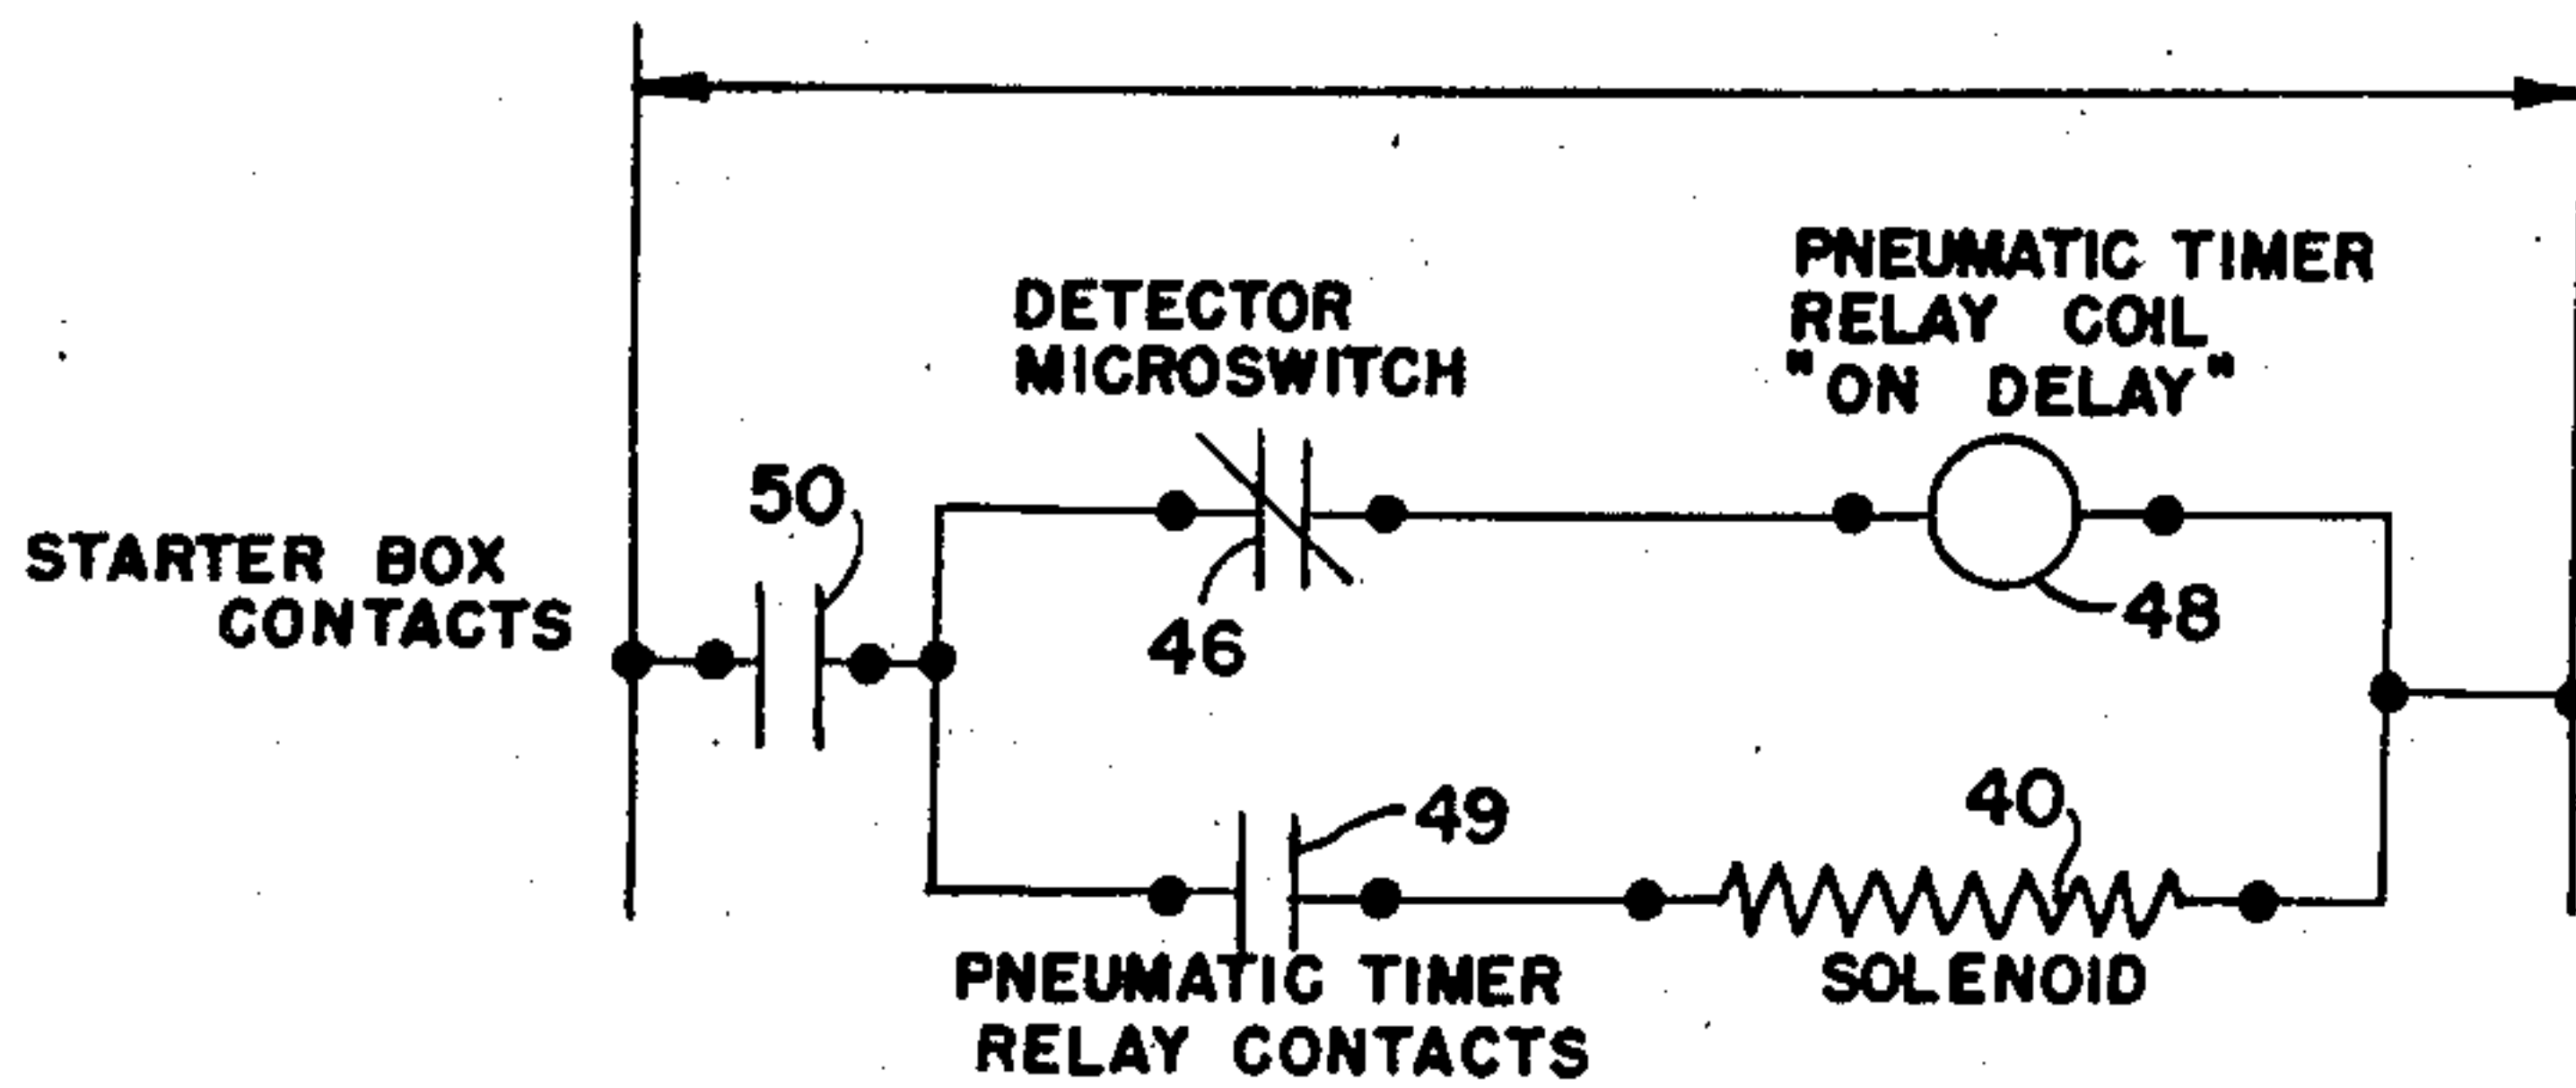 PNEUMATIC TIMER
RELAY COIL
"ON DELAY"
DETECTOR
MICROSWITCH
50
STARTER BOX
CONTACTS
46
48
49
40
PNEUMATIC TIMER
RELAY CONTACTS
SOLENOID